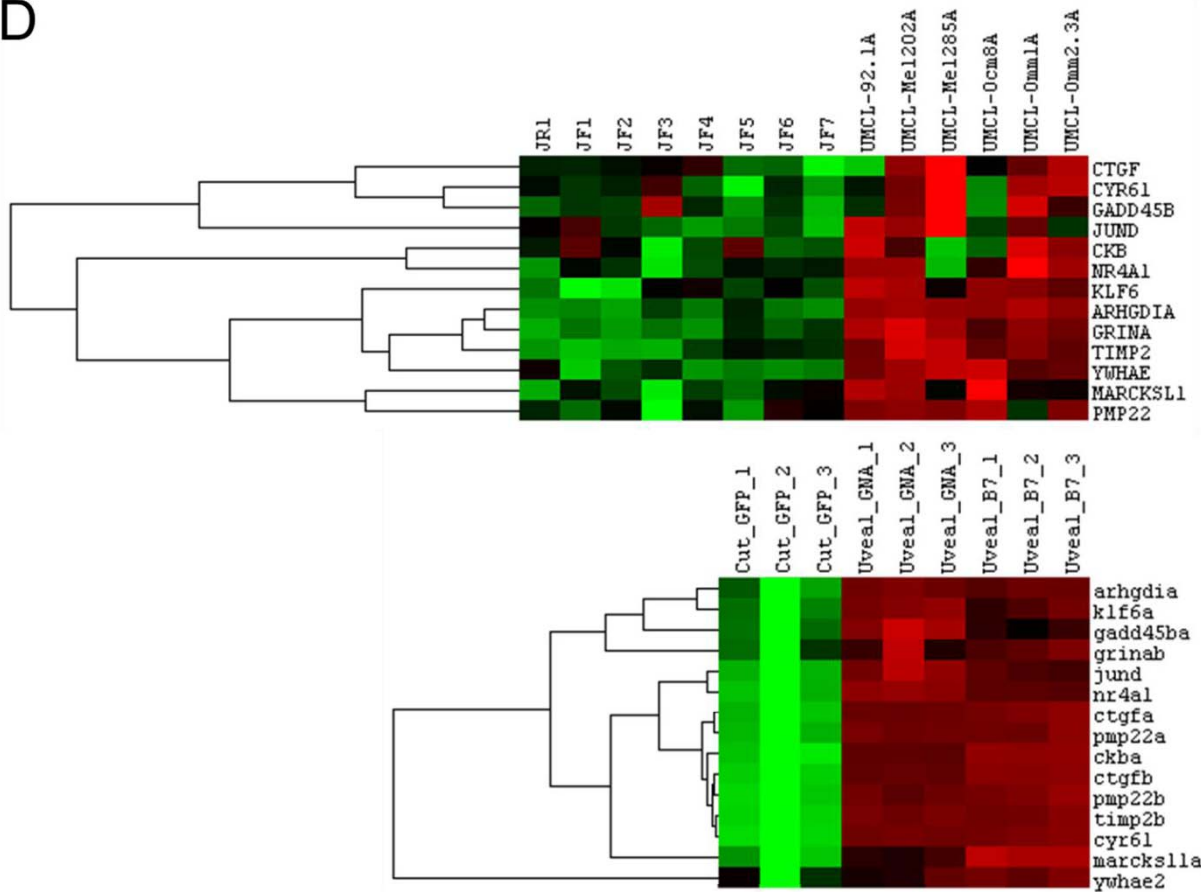 D
JR1
JF1
JF2
JF3
JF4
JF5
JF6
JF7
UMCL-92.1A
UMCL-Mel202A
UMCL-Mel285A
UMCL-Ocm8A
UMCL-Omm1A
UMCL-Omm2.3A
CTGF
CYR61
GADD45B
JUND
CKB
NR4A1
KLF6
ARHGDIA
GRINA
TIMP2
YWHAE
MARCKSL1
PMP22
Cut_GFP_1
Cut_GFP_2
Cut_GFP_3
Uveal_GNA_1
Uveal_GNA_2
Uveal_GNA_3
Uveal_B7_1
Uveal_B7_2
Uveal_B7_3
arhgdia
klf6a
gadd45ba
grinab
jund
nr4a1
ctgfa
pmp22a
ckba
ctgfb
pmp22b
timp2b
cyr61
marcksl1a
ywhae2